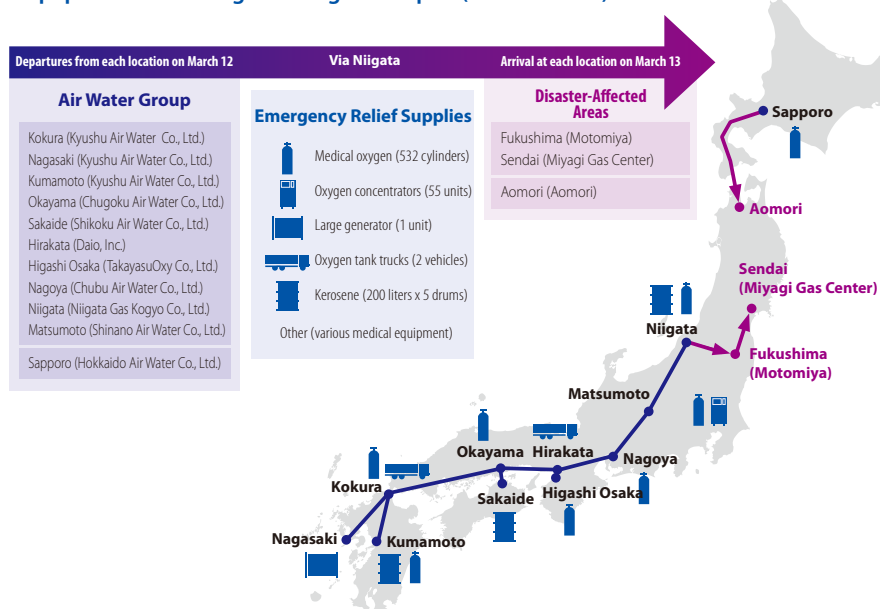 Departures from each location on March 12
Via Niigata
Arrival at each location on March 13
Air Water Group
Kokura (Kyushu Air Water Co., Ltd.)
Nagasaki (Kyushu Air Water Co., Ltd.)
Kumamoto (Kyushu Air Water Co., Ltd.)
Okayama (Chugoku Air Water Co., Ltd.)
Sakaide (Shikoku Air Water Co., Ltd.)
Hirakata (Daio, Inc.)
Higashi Osaka (TakayasuOxy Co., Ltd.)
Nagoya (Chubu Air Water Co., Ltd.)
Niigata (Niigata Gas Kogyo Co., Ltd.)
Matsumoto (Shinano Air Water Co., Ltd.)
Sapporo (Hokkaido Air Water Co., Ltd.)
Emergency Relief Supplies
Medical oxygen (532 cylinders)
Oxygen concentrators (55 units)
Large generator (1 unit)
Oxygen tank trucks (2 vehicles)
Kerosene (200 liters x 5 drums)
Other (various medical equipment)
Disaster-Affected
Areas
Fukushima (Motomiya)
Sendai (Miyagi Gas Center)
Aomori (Aomori)
Sapporo
Aomori
Sendai
(Miyagi Gas Center)
Niigata
Fukushima
(Motomiya)
Matsumoto
Okayama
Hirakata
Nagoya
Kokura
Sakaide
Higashi Osaka
Nagasaki
Kumamoto